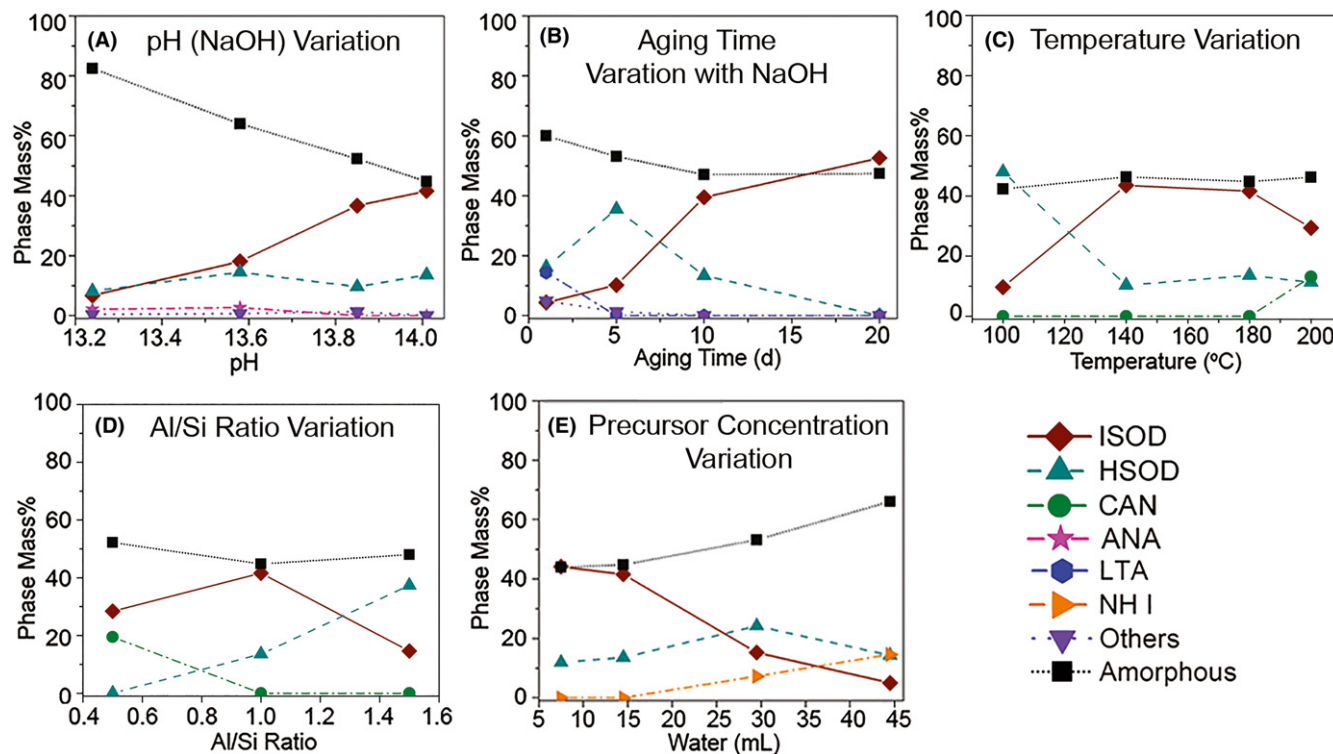 (A) pH (NaOH) Variation
Phase Mass%
100
80
60
40
20
0
13.2 13.4 13.6 13.8 14.0
pH
(B) Aging Time
Varation with NaOH
Phase Mass%
100
80
60
40
20
0
0 5 10 15 20
Aging Time (d)
(C) Temperature Variation
Phase Mass%
100
80
60
40
20
0
100 120 140 160 180 200
Temperature (ºC)
(D) Al/Si Ratio Variation
Phase Mass%
100
80
60
40
20
0
0.4 0.6 0.8 1.0 1.2 1.4 1.6
Al/Si Ratio
(E) Precursor Concentration
Variation
Phase Mass%
100
80
60
40
20
0
5 10 15 20 25 30 35 40 45
Water (mL)
ISOD
HSOD
CAN
ANA
LTA
NH I
Others
Amorphous